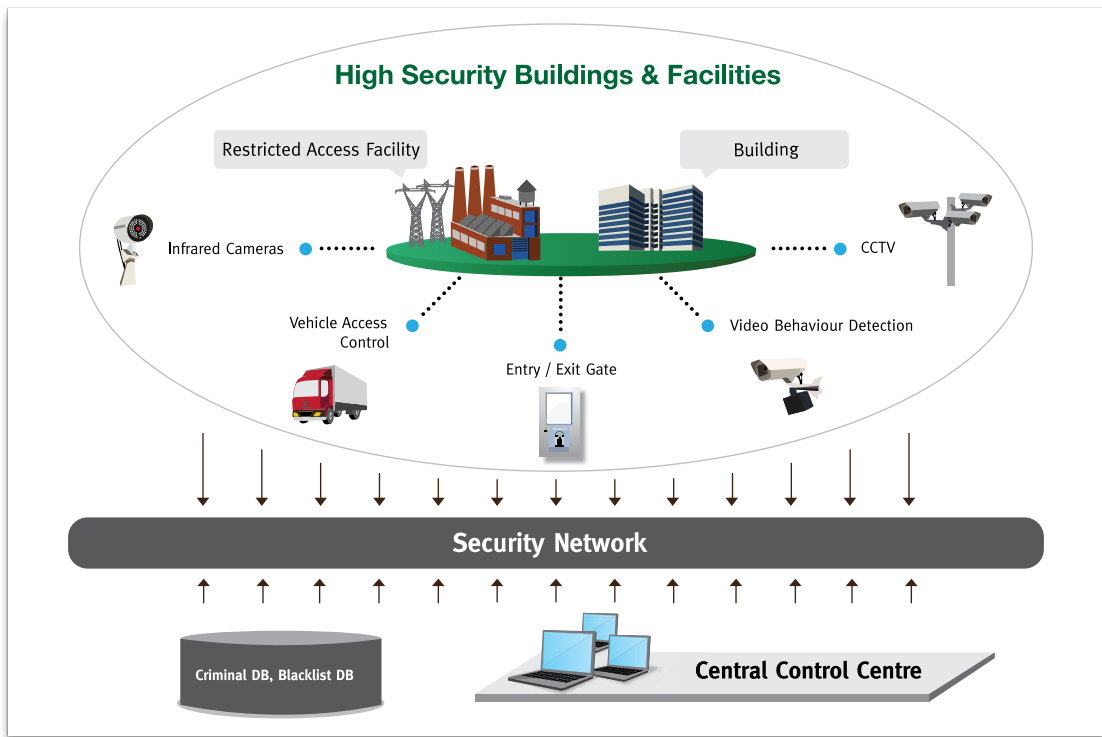 High Security Buildings & Facilities
Restricted Access Facility
Building
Infrared Cameras
CCTV
Vehicle Access
Control
Entry / Exit Gate
Video Behaviour Detection
Security Network
Criminal DB, Blacklist DB
Central Control Centre